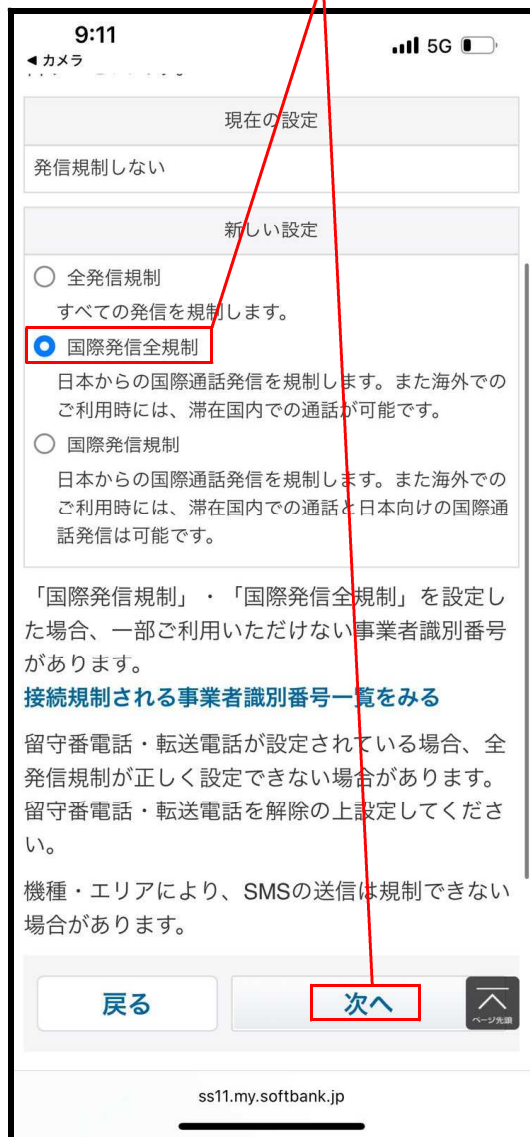 9:11
5G
◀ カメラ
現在の設定
発信規制しない
新しい設定
全発信規制
すべての発信を規制します。
国際発信全規制
日本からの国際通話発信を規制します。また海外での
ご利用時には、滞在国内での通話が可能です。
国際発信規制
日本からの国際通話発信を規制します。また海外での
ご利用時には、滞在国内での通話と日本向けの国際通
話発信は可能です。
「国際発信規制」・「国際発信全規制」を設定し
た場合、一部ご利用いただけない事業者識別番号
があります。
接続規制される事業者識別番号一覧をみる
留守番電話・転送電話が設定されている場合、全
発信規制が正しく設定できない場合があります。
留守番電話・転送電話を解除の上設定してくださ
い。
機種・エリアにより、SMSの送信は規制できない
場合があります。
戻る
次へ
ページ先頭
ss11.my.softbank.jp